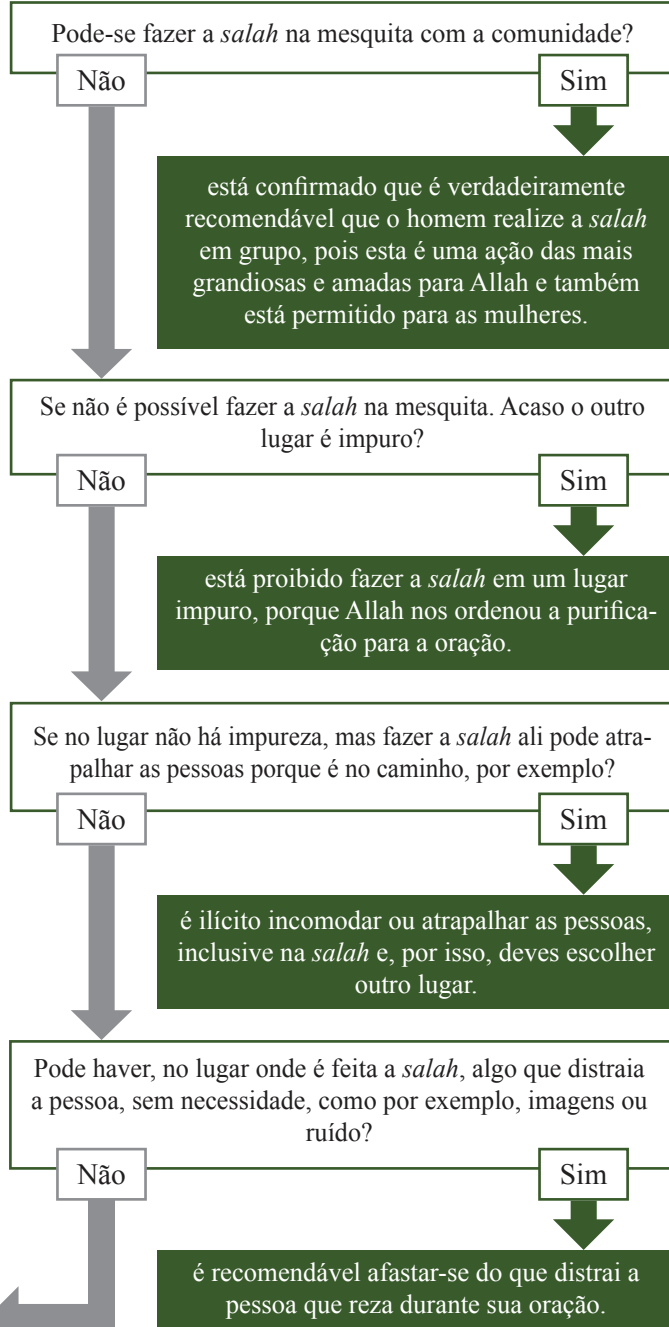 Pode-se fazer a salah na mesquita com a comunidade?
Não
Sim
está confirmado que é verdadeiramente
recomendável que o homem realize a salah
em grupo, pois esta é uma ação das mais
grandiosas e amadas para Allah e também
está permitido para as mulheres.
Se não é possível fazer a salah na mesquita. Acaso o outro
lugar é impuro?
Não
Sim
está proibido fazer a salah em um lugar
impuro, porque Allah nos ordenou a purifica-
ção para a oração.
Se no lugar não há impureza, mas fazer a salah ali pode atra-
palhar as pessoas porque é no caminho, por exemplo?
Não
Sim
é ilícito incomodar ou atrapalhar as pessoas,
inclusive na salah e, por isso, deves escolher
outro lugar.
Pode haver, no lugar onde é feita a salah, algo que distraia
a pessoa, sem necessidade, como por exemplo, imagens ou
ruído?
Não
Sim
é recomendável afastar-se do que distrai a
pessoa que reza durante sua oração.